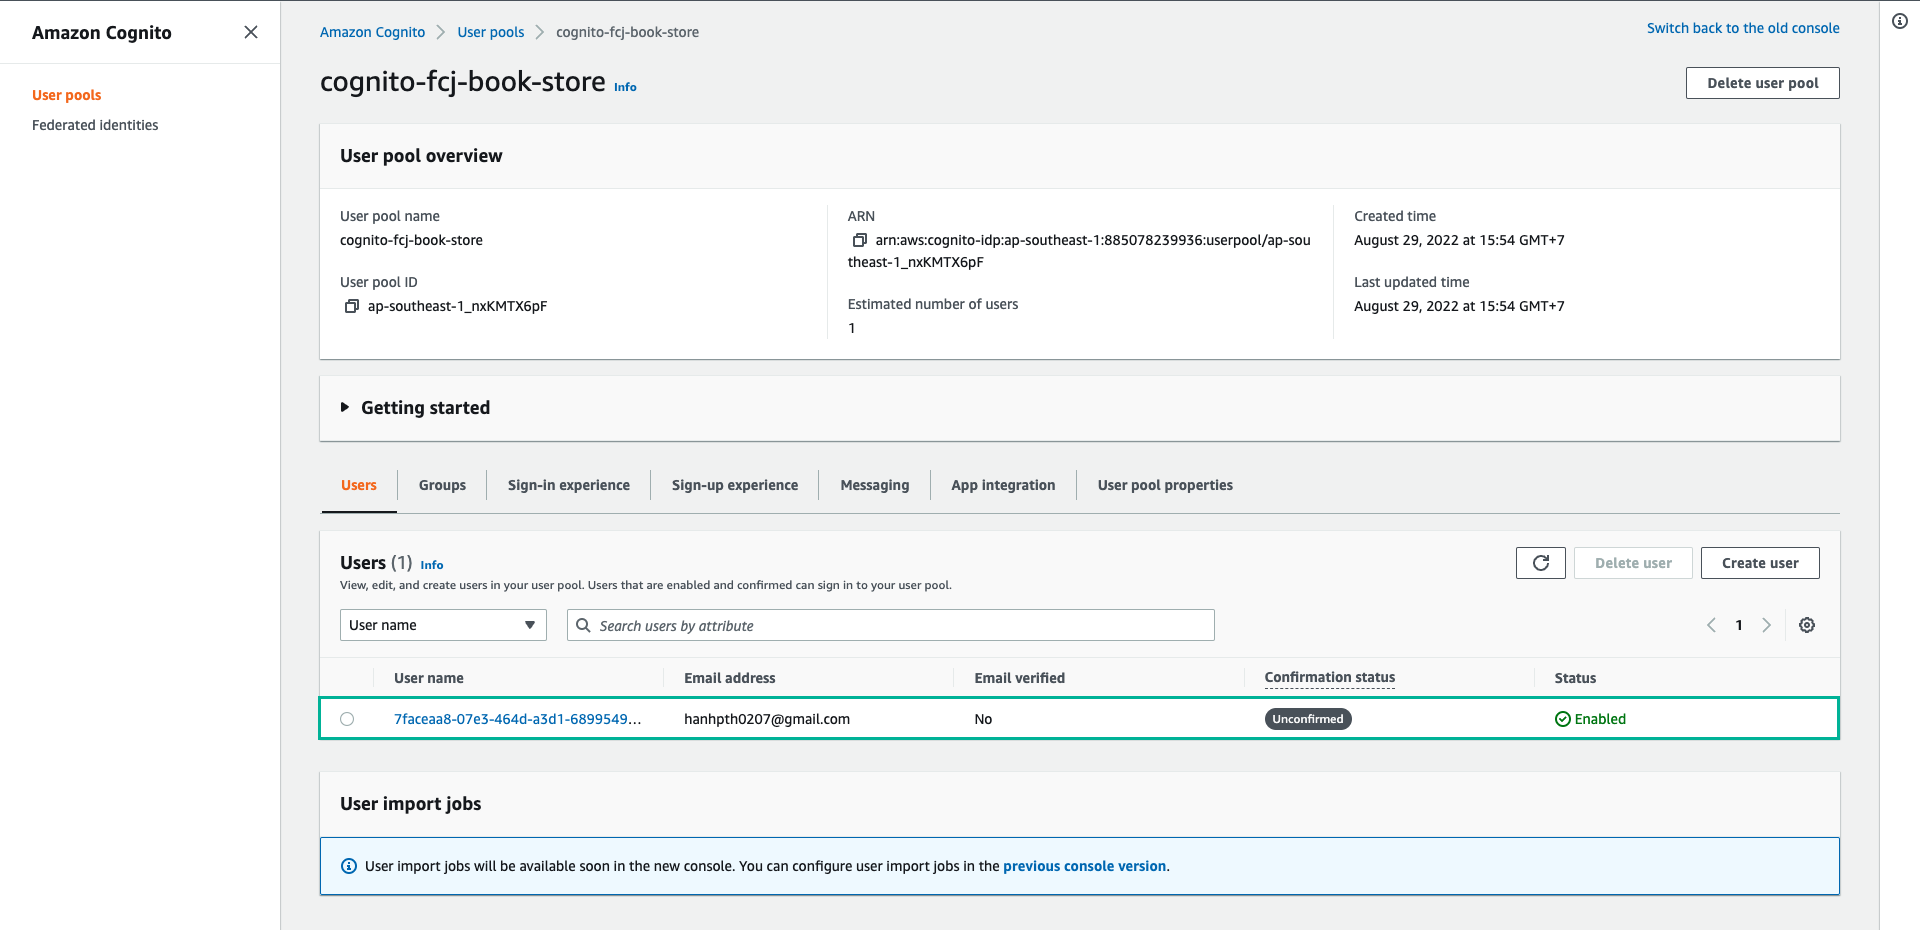 Amazon Cognito
User pools
Federated identities
Amazon Cognito User pools cognito-fcj-book-store
Switch back to the old console
cognito-fcj-book-store Info
Delete user pool
User pool overview
User pool name
cognito-fcj-book-store
User pool ID
ap-southeast-1_nxKMTX6pF
ARN
arn:aws:cognito-idp:ap-southeast-1:885078239936:userpool/ap-sou
theast-1_nxKMTX6pF
Estimated number of users
1
Created time
August 29, 2022 at 15:54 GMT+7
Last updated time
August 29, 2022 at 15:54 GMT+7
Getting started
Users Groups Sign-in experience Sign-up experience Messaging App integration User pool properties
Users (1) Info
View, edit, and create users in your user pool. Users that are enabled and confirmed can sign in to your user pool.
Delete user Create user
User name Search users by attribute 1
User name Email address Email verified Confirmation status Status
7faceaa8-07e3-464d-a3d1-6899549... hanhpth0207@gmail.com No Unconfirmed Enabled
User import jobs
User import jobs will be available soon in the new console. You can configure user import jobs in the previous console version.